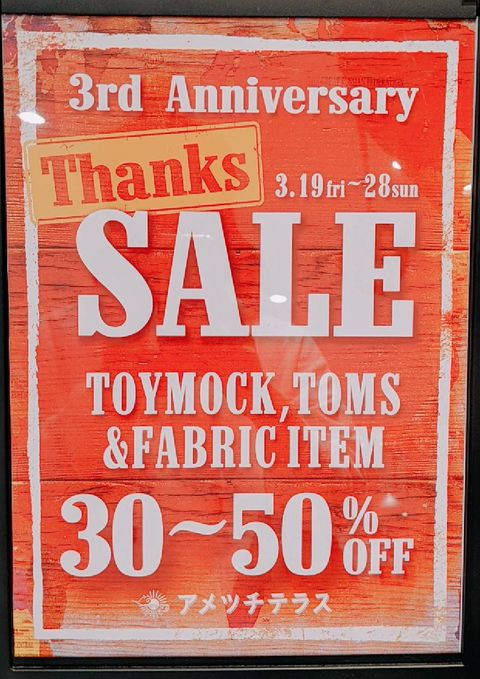 3rd Anniversary
Thanks
3.19fri~28sun
SALE
TOYMOCK,TOMS
&FABRIC ITEM
30~50% OFF
アメツチテラス